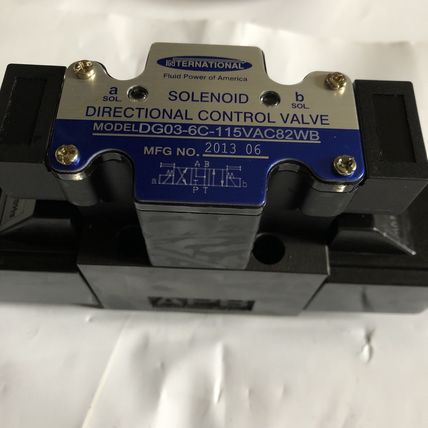 INTERNATIONAL
Fluid Power of America
a b
SOL. SOL.
SOLENOID
DIRECTIONAL CONTROL VALVE
MODEL DG03-6C-115VAC82WB
MFG NO. 2013 06
A B
a b
P T